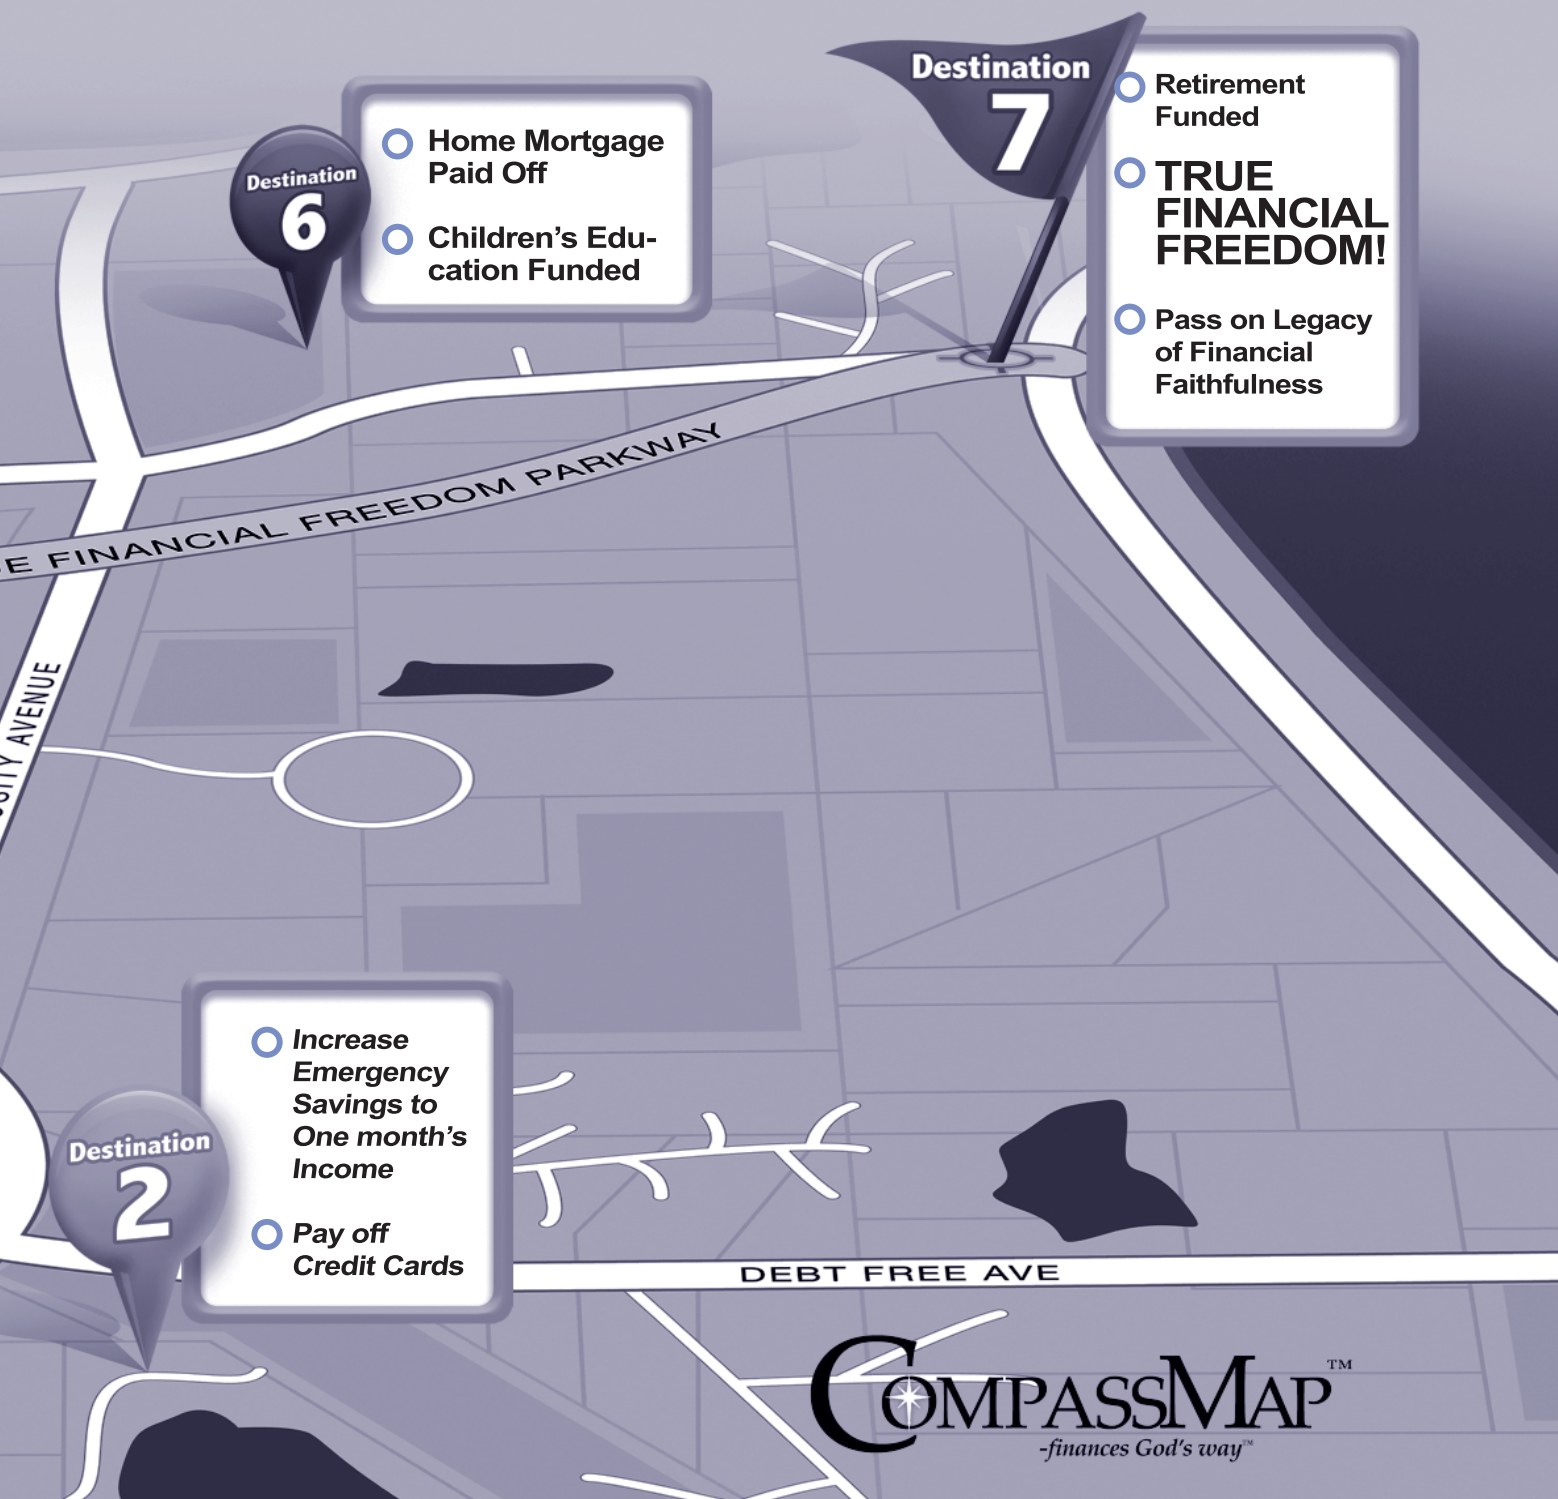 Destination
7
Retirement
Funded
TRUE
FINANCIAL
FREEDOM!
Pass on Legacy
of Financial
Faithfulness
Destination
6
Home Mortgage
Paid Off
Children’s Edu-
cation Funded
FINANCIAL FREEDOM PARKWAY
AVENUE
Destination
2
Increase
Emergency
Savings to
One month’s
Income
Pay off
Credit Cards
DEBT FREE AVE
COMPASSMAP™
-finances God's way™